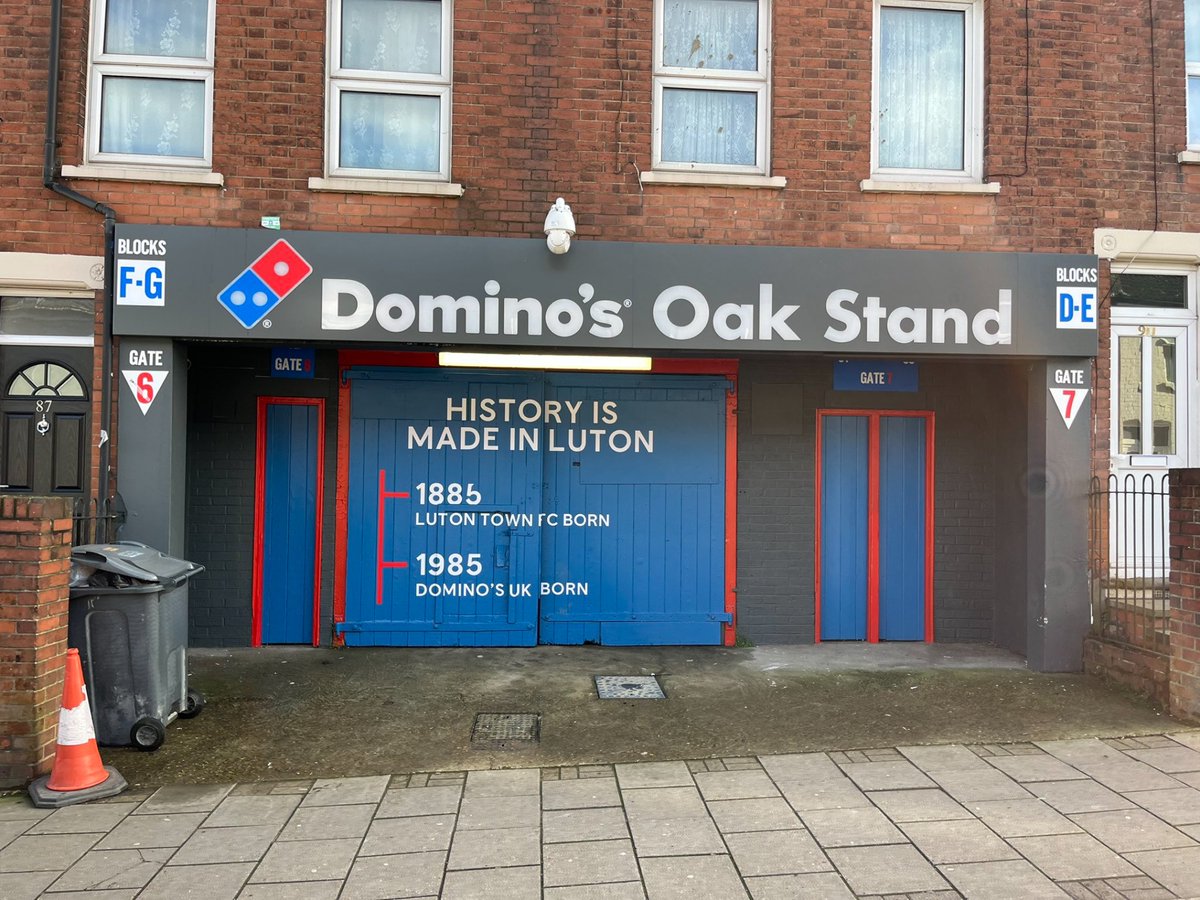 BLOCKS
F-G
Domino's® Oak Stand
BLOCKS
D-E
GATE
6
GATE 6
GATE 7
GATE
7
HISTORY IS
MADE IN LUTON
1885
LUTON TOWN FC BORN
1985
DOMINO'S UK BORN
87